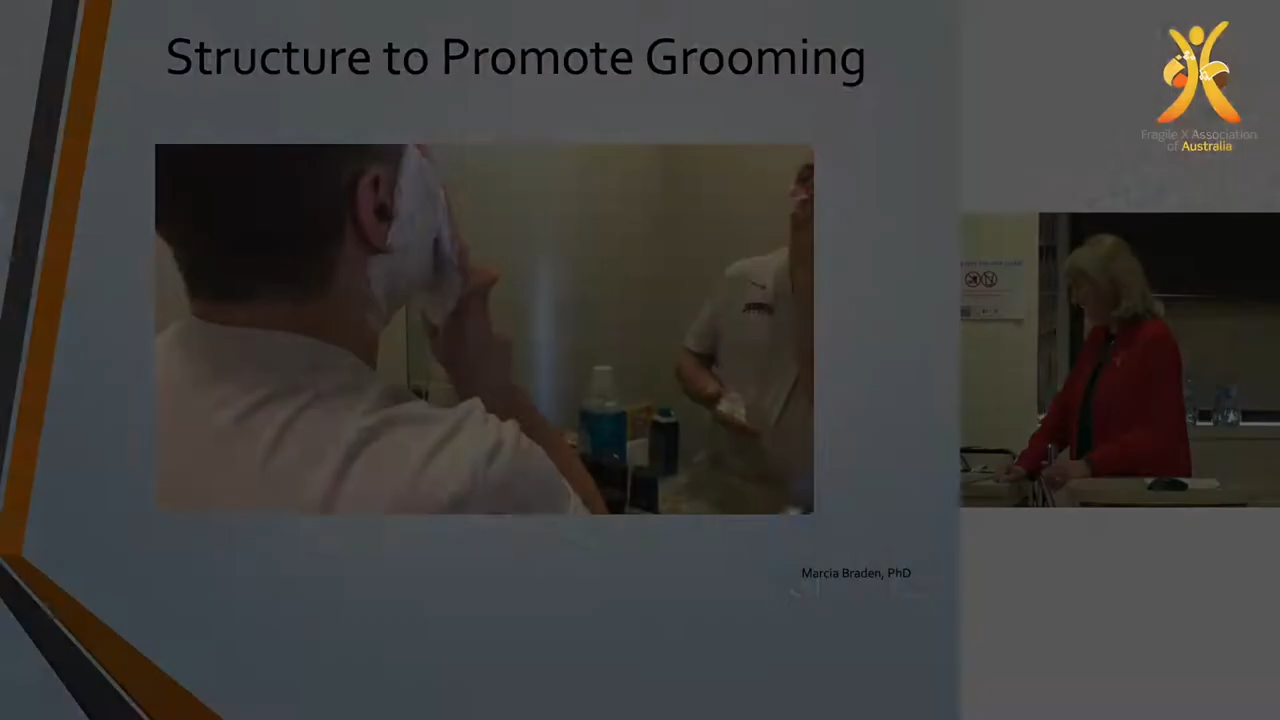 Structure to Promote Grooming
Fragile X Association
of Australia
Marcia Braden, PhD